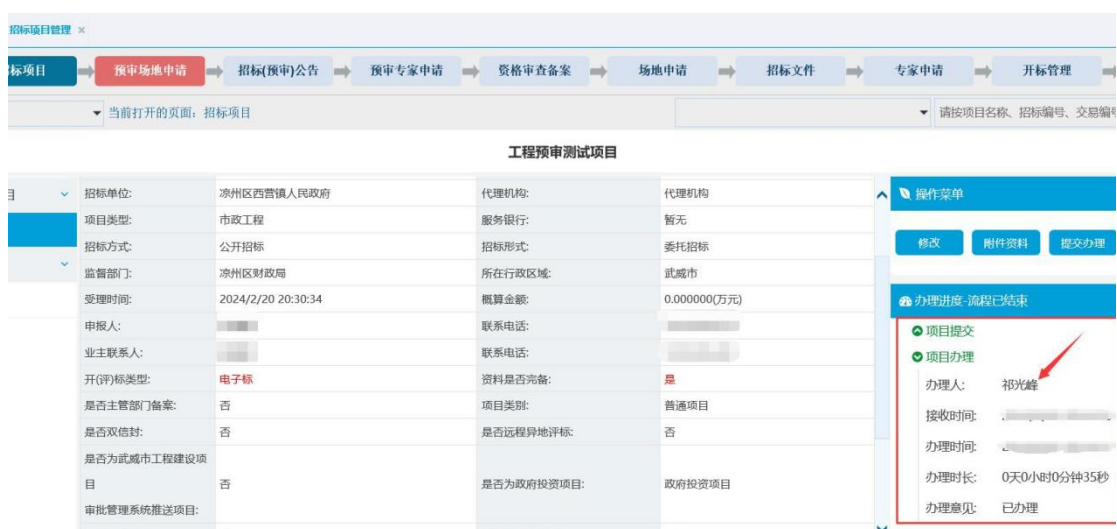 招标项目管理 ×
标项目 预审场地申请 招标(预审)公告 预审专家申请 资格审查备案 场地申请 招标文件 专家申请 开标管理
当前打开的页面：招标项目 请按项目名称、招标编号、交易编号
工程预审测试项目
目
招标单位: 凉州区西营镇人民政府 代理机构: 代理机构
项目类型: 市政工程 服务银行: 暂无
招标方式: 公开招标 招标形式: 委托招标
监督部门: 凉州区财政局 所在行政区域: 武威市
受理时间: 2024/2/20 20:30:34 概算金额: 0.000000(万元)
申报人: 联系电话:
业主联系人: 联系电话:
开(评)标类型: 电子标 资料是否完备: 是
是否主管部门备案: 否 项目类别: 普通项目
是否双信封: 否 是否远程异地评标: 否
是否为武威市工程建设项
目 否 是否为政府投资项目: 政府投资项目
审批管理系统推送项目:
操作菜单
修改 附件资料 提交办理
办理进度-流程已结束
项目提交
项目办理
办理人: 祁光峰
接收时间:
办理时间:
办理时长: 0天0小时0分钟35秒
办理意见: 已办理